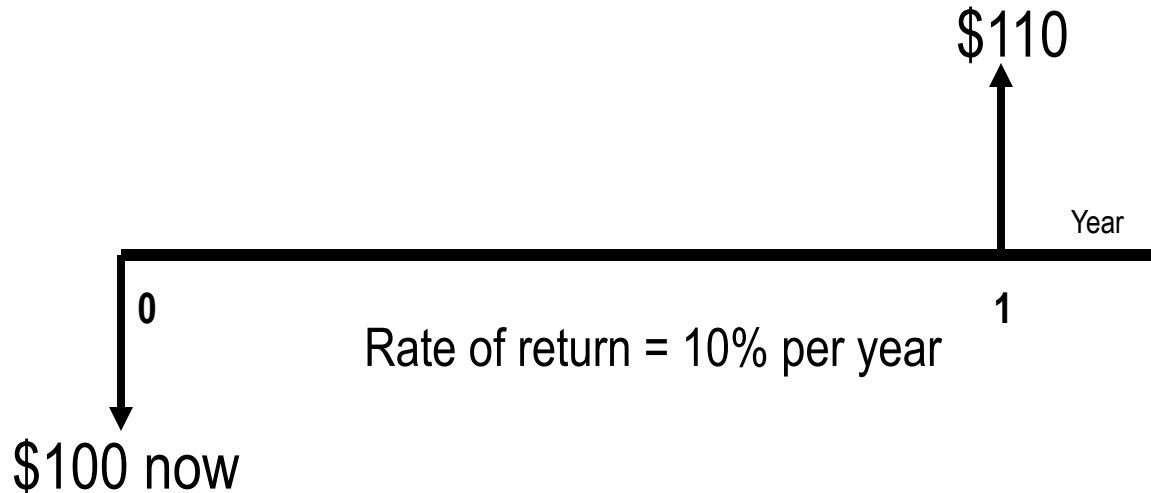 $110
Year
0
1
Rate of return = 10% per year
$100 now